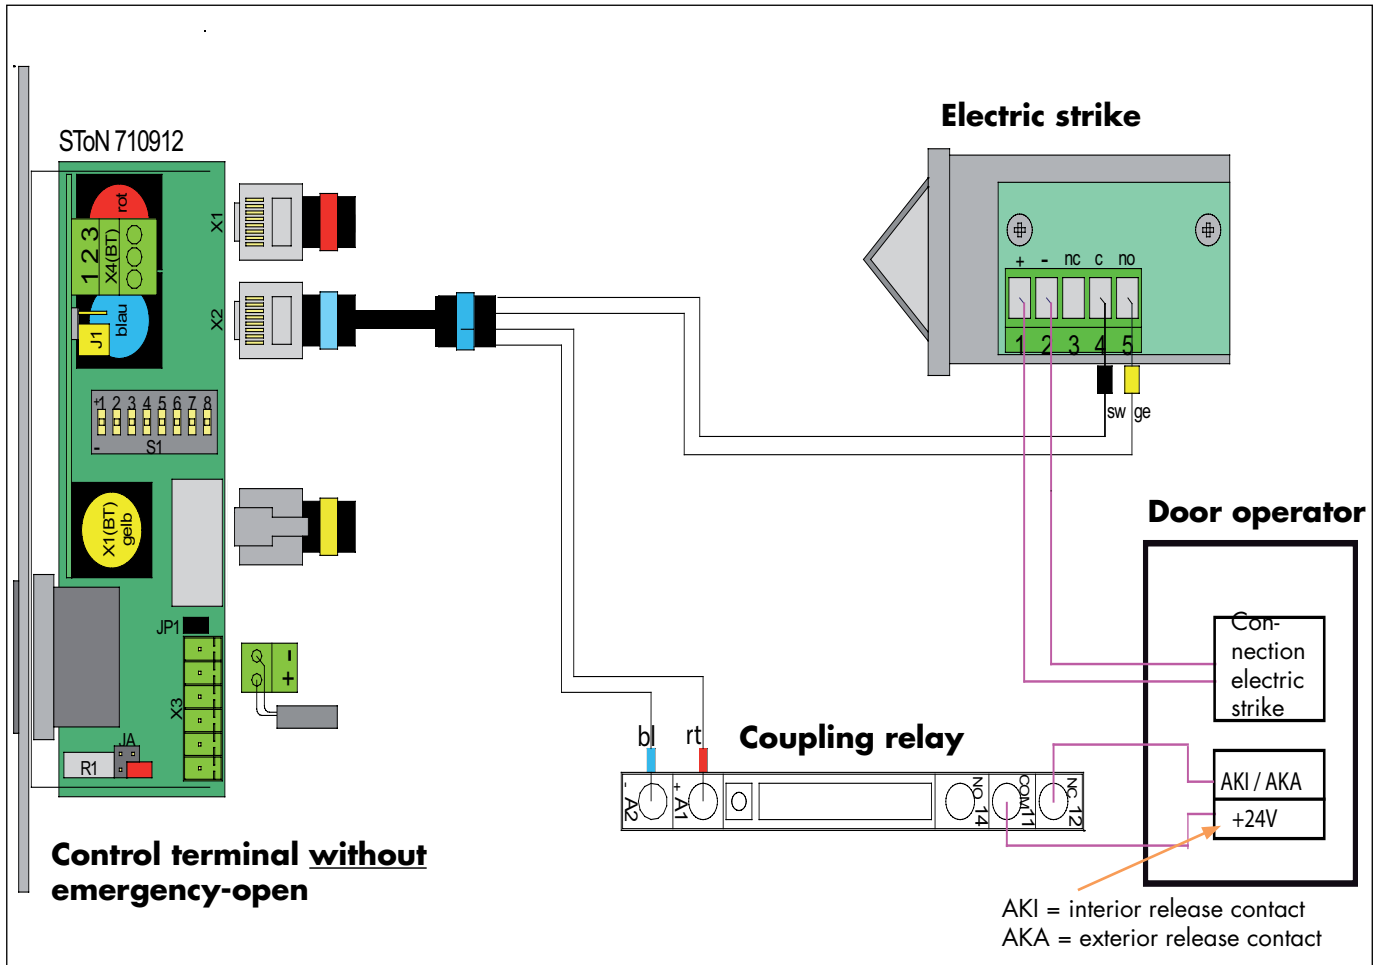 Electric strike
SToN 710912
rot
1 2 3
X4(BT)
blau
J1
X1
X2
+ - nc c no
1 2 3 4 5
sw ge
+1 2 3 4 5 6 7 8
- S1
X1(BT)
gelb
Door operator
Con-
nection
electric
strike
JP1
X3
-
+
JA
R1
bl rt
Coupling relay
- A2
+ A1
NO 14
COM 11
NC 12
AKI / AKA
+24V
Control terminal without
emergency-open
AKI = interior release contact
AKA = exterior release contact